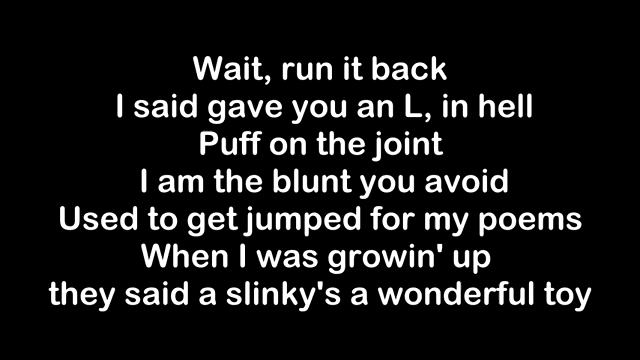 Wait, run it back
I said gave you an L, in hell
Puff on the joint
I am the blunt you avoid
Used to get jumped for my poems
When I was growin' up
they said a slinky's a wonderful toy